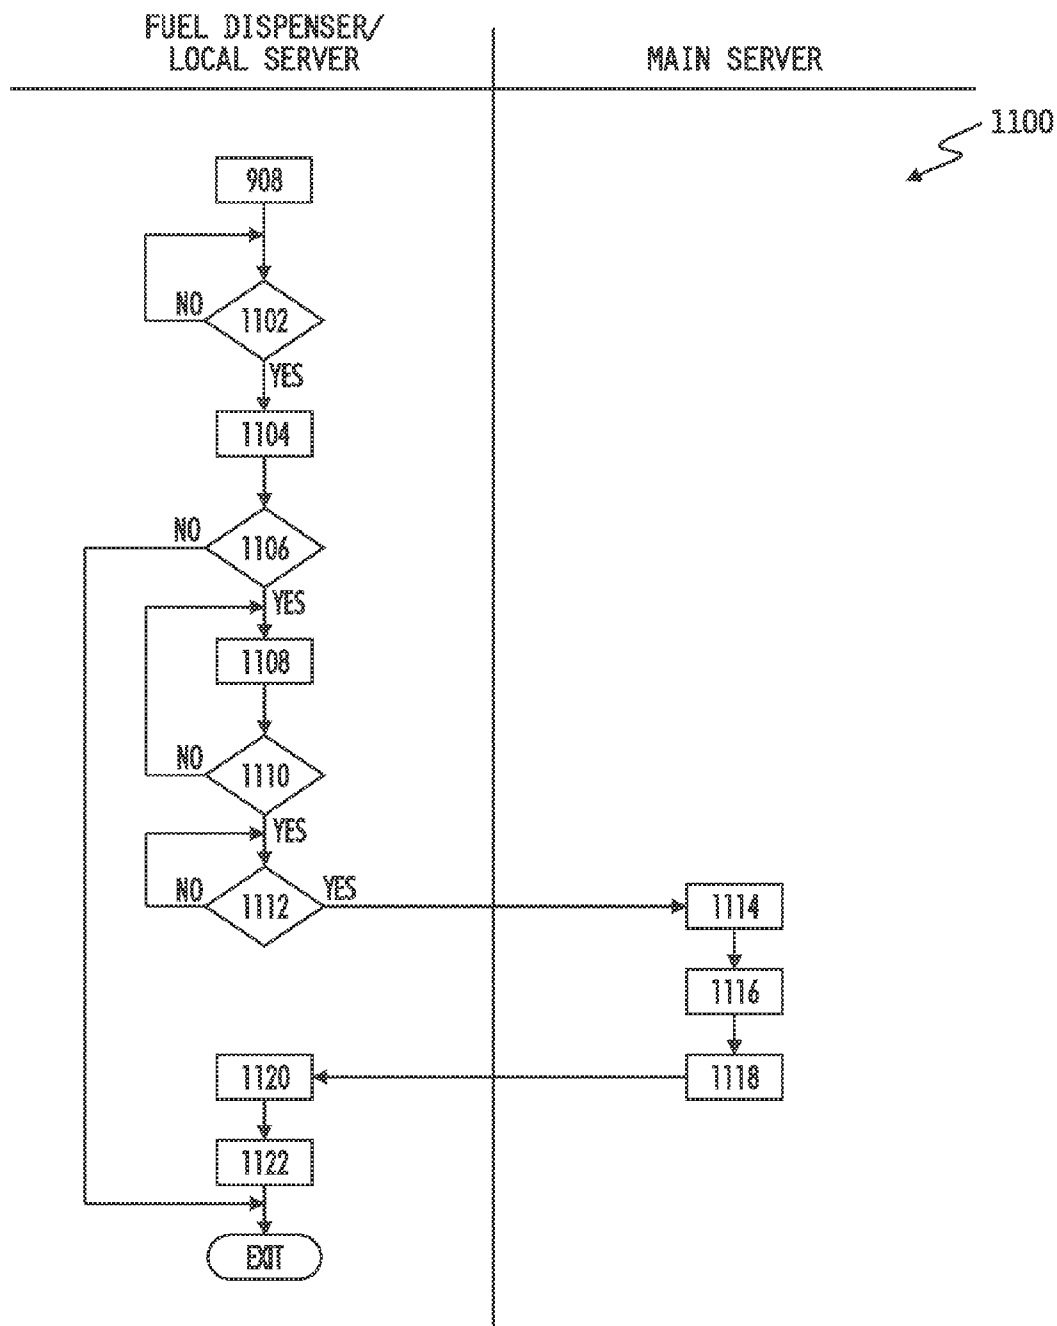 FUEL DISPENSER/
LOCAL SERVER
MAIN SERVER
1100
908
NO
1102
YES
1104
NO
1106
YES
1108
NO
1110
YES
NO
1112
YES
1114
1116
1120
1118
1122
EXIT